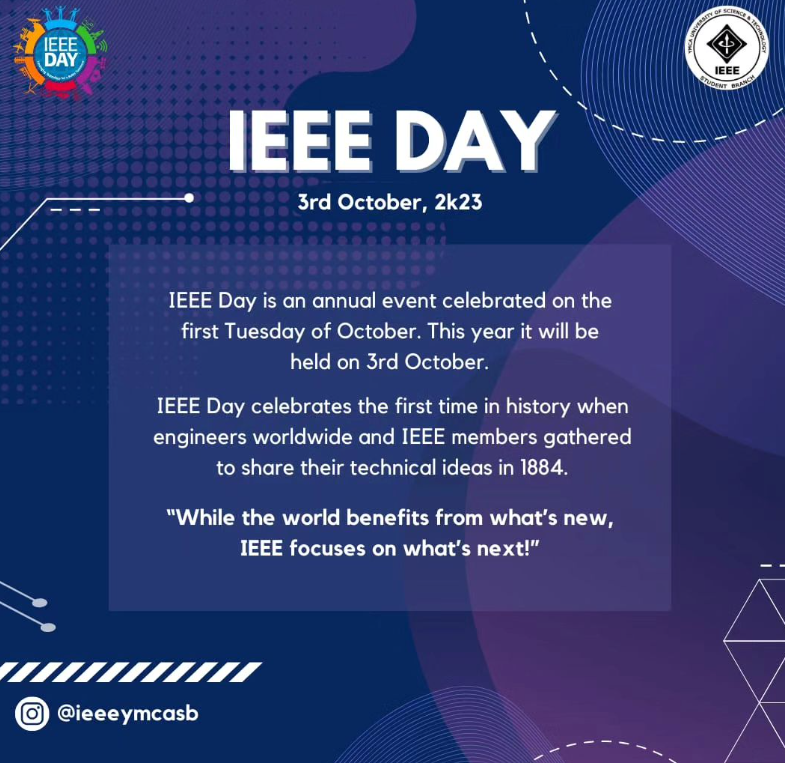 IEEE
DAY
YMCA UNIVERSITY OF SCIENCE & TECHNOLOGY
IEEE
STUDENT BRANCH
IEEE DAY
3rd October, 2k23
IEEE Day is an annual event celebrated on the
first Tuesday of October. This year it will be
held on 3rd October.
IEEE Day celebrates the first time in history when
engineers worldwide and IEEE members gathered
to share their technical ideas in 1884.
“While the world benefits from what’s new,
IEEE focuses on what’s next!”
@ieeeymcasb